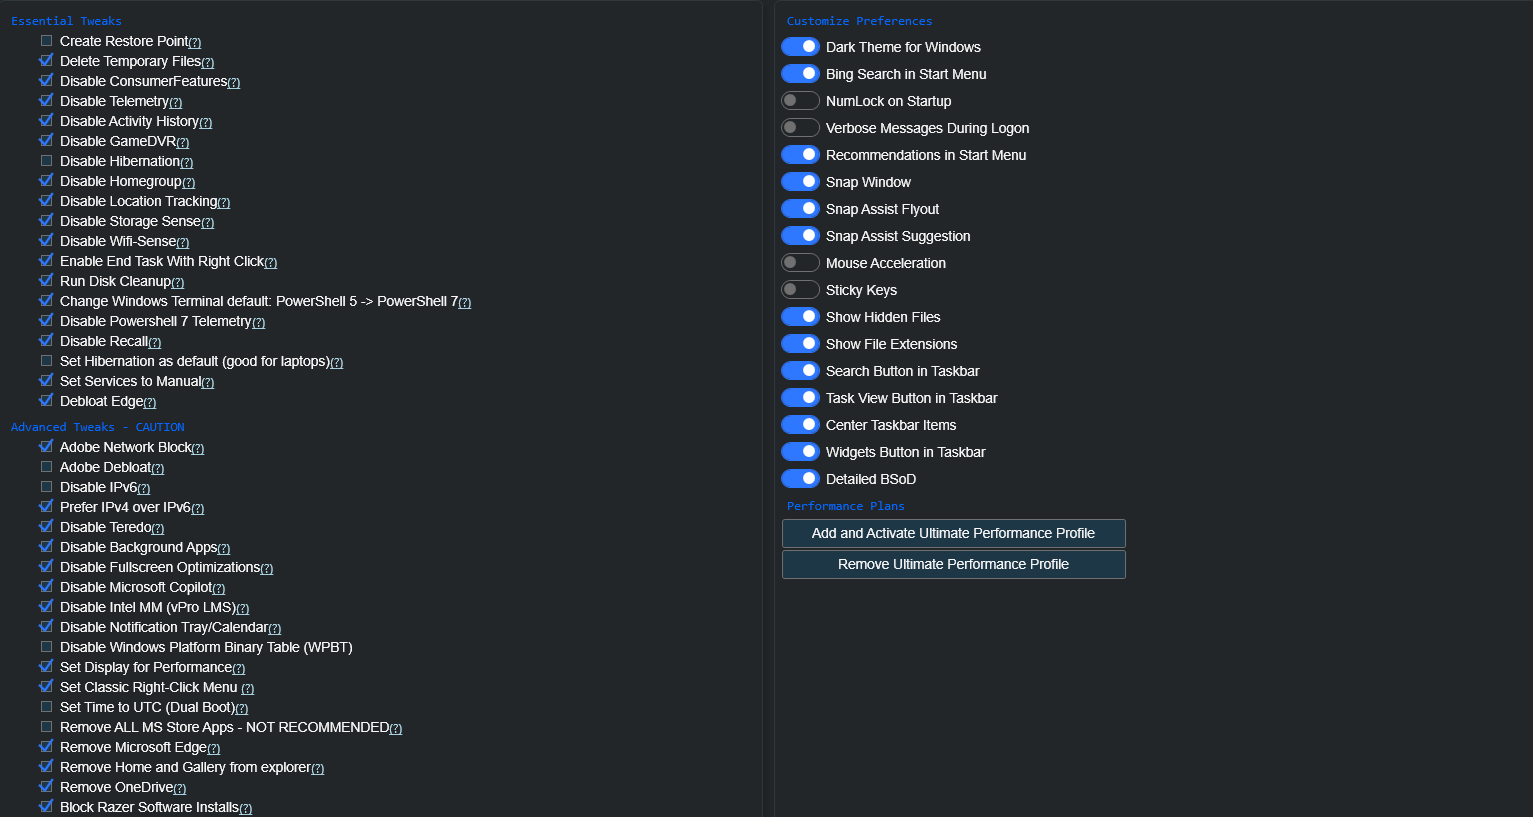 Essential Tweaks
Create Restore Point(?)
Delete Temporary Files(?)
Disable ConsumerFeatures(?)
Disable Telemetry(?)
Disable Activity History(?)
Disable GameDVR(?)
Disable Hibernation(?)
Disable Homegroup(?)
Disable Location Tracking(?)
Disable Storage Sense(?)
Disable Wifi-Sense(?)
Enable End Task With Right Click(?)
Run Disk Cleanup(?)
Change Windows Terminal default: PowerShell 5 -> PowerShell 7(?)
Disable Powershell 7 Telemetry(?)
Disable Recall(?)
Set Hibernation as default (good for laptops)(?)
Set Services to Manual(?)
Debloat Edge(?)
Advanced Tweaks - CAUTION
Adobe Network Block(?)
Adobe Debloat(?)
Disable IPv6(?)
Prefer IPv4 over IPv6(?)
Disable Teredo(?)
Disable Background Apps(?)
Disable Fullscreen Optimizations(?)
Disable Microsoft Copilot(?)
Disable Intel MM (vPro LMS)(?)
Disable Notification Tray/Calendar(?)
Disable Windows Platform Binary Table (WPBT)
Set Display for Performance(?)
Set Classic Right-Click Menu (?)
Set Time to UTC (Dual Boot)(?)
Remove ALL MS Store Apps - NOT RECOMMENDED(?)
Remove Microsoft Edge(?)
Remove Home and Gallery from explorer(?)
Remove OneDrive(?)
Block Razer Software Installs(?)
Customize Preferences
Dark Theme for Windows
Bing Search in Start Menu
NumLock on Startup
Verbose Messages During Logon
Recommendations in Start Menu
Snap Window
Snap Assist Flyout
Snap Assist Suggestion
Mouse Acceleration
Sticky Keys
Show Hidden Files
Show File Extensions
Search Button in Taskbar
Task View Button in Taskbar
Center Taskbar Items
Widgets Button in Taskbar
Detailed BSoD
Performance Plans
Add and Activate Ultimate Performance Profile
Remove Ultimate Performance Profile